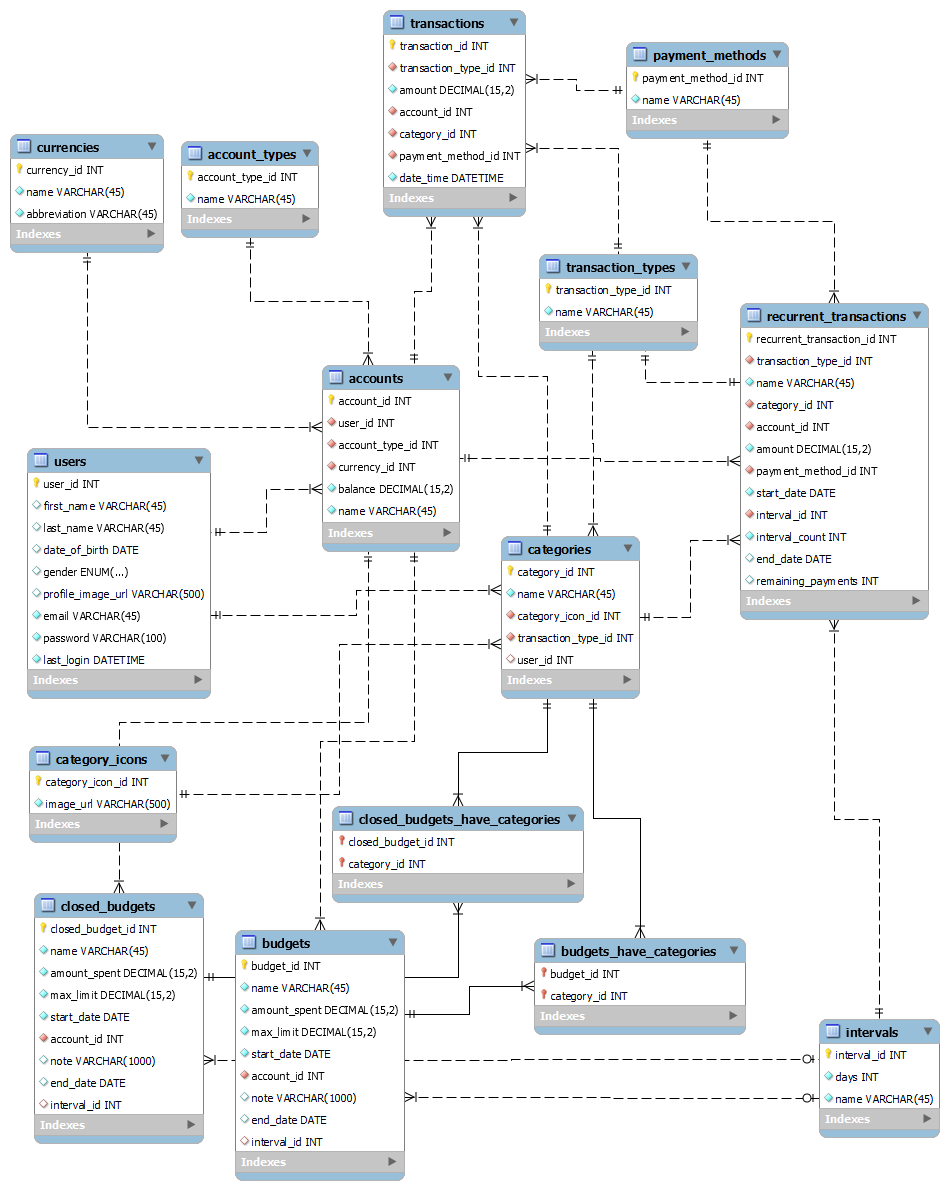 transactions
transaction_id INT
transaction_type_id INT
amount DECIMAL(15,2)
account_id INT
category_id INT
payment_method_id INT
date_time DATETIME
Indexes
payment_methods
payment_method_id INT
name VARCHAR(45)
Indexes
currencies
currency_id INT
name VARCHAR(45)
abbreviation VARCHAR(45)
Indexes
account_types
account_type_id INT
name VARCHAR(45)
Indexes
transaction_types
transaction_type_id INT
name VARCHAR(45)
Indexes
recurrent_transactions
recurrent_transaction_id INT
transaction_type_id INT
name VARCHAR(45)
category_id INT
account_id INT
amount DECIMAL(15,2)
payment_method_id INT
start_date DATE
interval_id INT
interval_count INT
end_date DATE
remaining_payments INT
Indexes
accounts
account_id INT
user_id INT
account_type_id INT
currency_id INT
balance DECIMAL(15,2)
name VARCHAR(45)
Indexes
users
user_id INT
first_name VARCHAR(45)
last_name VARCHAR(45)
date_of_birth DATE
gender ENUM(...)
profile_image_url VARCHAR(500)
email VARCHAR(45)
password VARCHAR(100)
last_login DATETIME
Indexes
categories
category_id INT
name VARCHAR(45)
category_icon_id INT
transaction_type_id INT
user_id INT
Indexes
category_icons
category_icon_id INT
image_url VARCHAR(500)
Indexes
closed_budgets_have_categories
closed_budget_id INT
category_id INT
Indexes
closed_budgets
closed_budget_id INT
name VARCHAR(45)
amount_spent DECIMAL(15,2)
max_limit DECIMAL(15,2)
start_date DATE
account_id INT
note VARCHAR(1000)
end_date DATE
interval_id INT
Indexes
budgets
budget_id INT
name VARCHAR(45)
amount_spent DECIMAL(15,2)
max_limit DECIMAL(15,2)
start_date DATE
account_id INT
note VARCHAR(1000)
end_date DATE
interval_id INT
Indexes
budgets_have_categories
budget_id INT
category_id INT
Indexes
intervals
interval_id INT
days INT
name VARCHAR(45)
Indexes